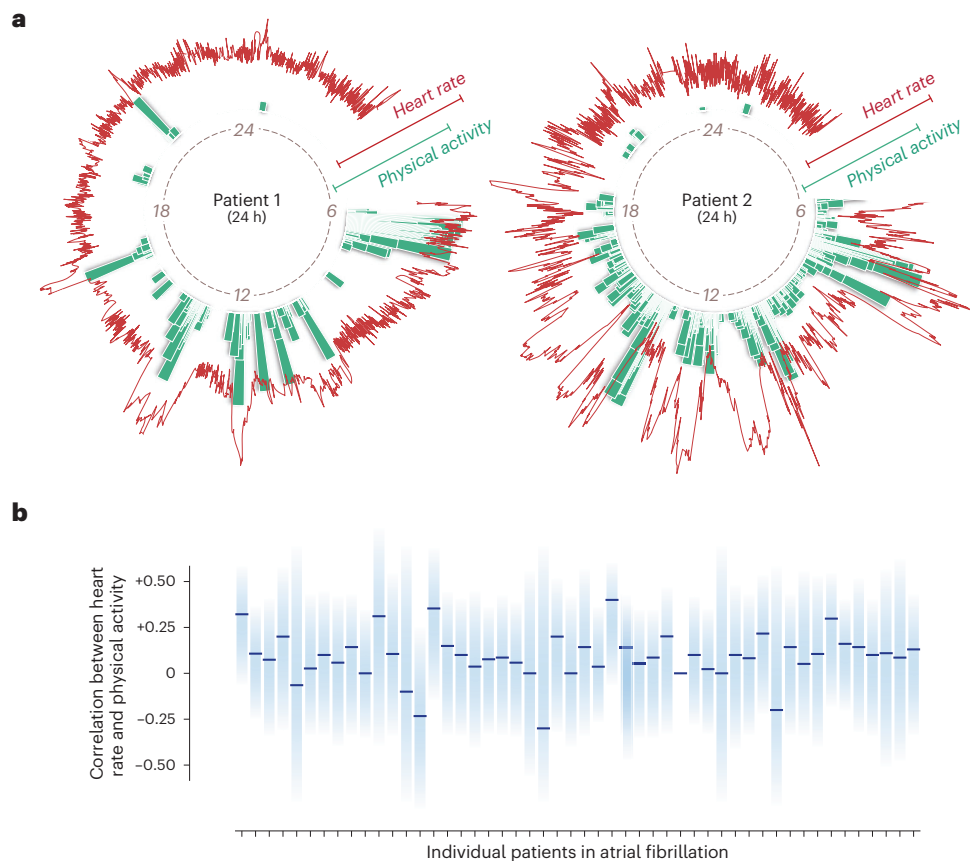 a
Heart rate
Physical activity
24
18
6
12
Patient 1
(24 h)
Heart rate
Physical activity
24
18
6
12
Patient 2
(24 h)
b
Correlation between heart
rate and physical activity
+0.50
+0.25
0
−0.25
−0.50
Individual patients in atrial fibrillation